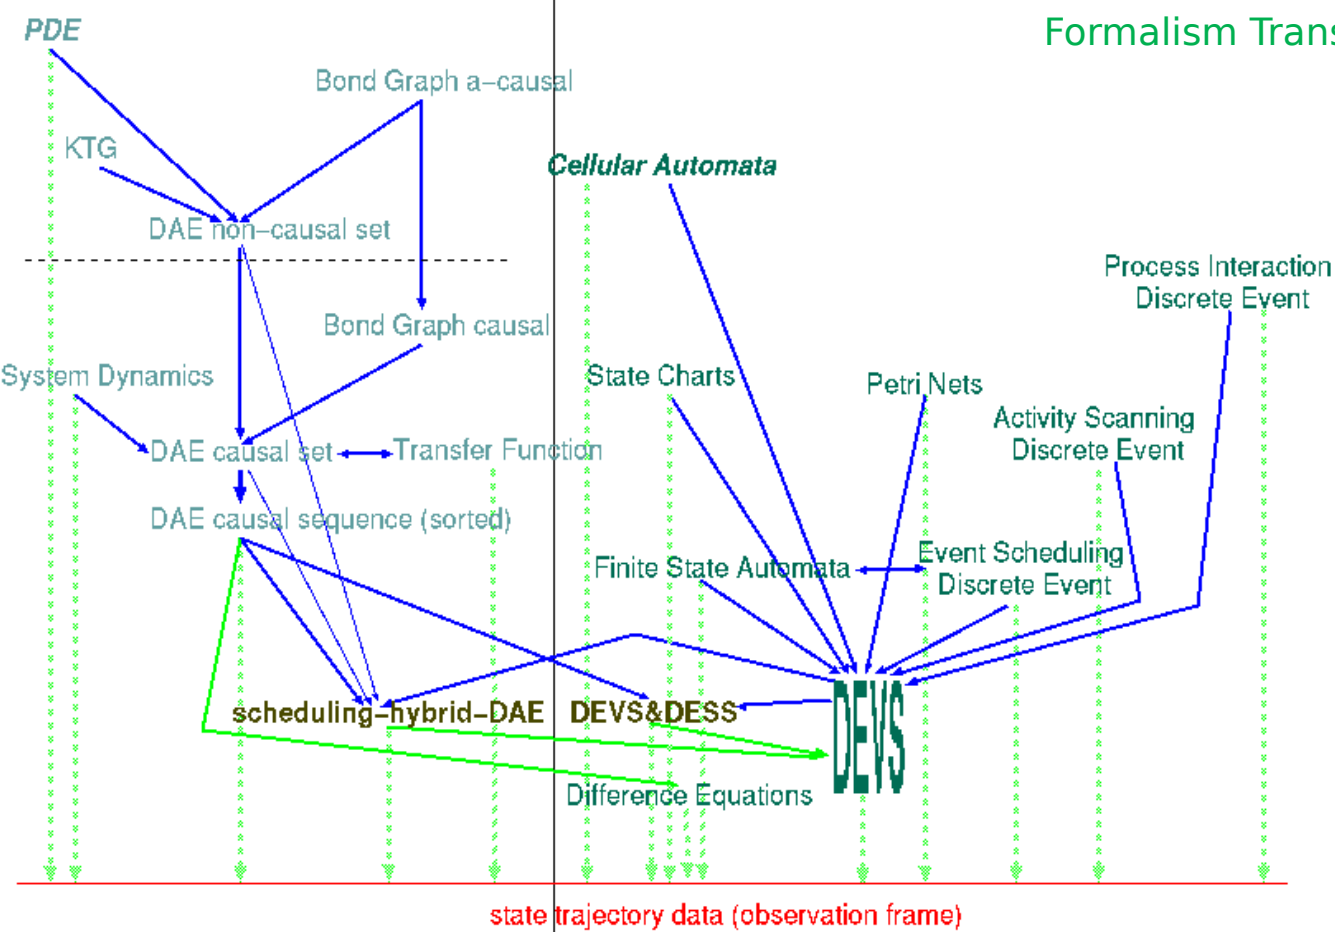 PDE
Formalism Trans
Bond Graph a−causal
KTG
Cellular Automata
DAE non−causal set
Process Interaction
Discrete Event
Bond Graph causal
System Dynamics
State Charts
Petri Nets
Activity Scanning
Discrete Event
DAE causal set
Transfer Function
DAE causal sequence (sorted)
Finite State Automata
Event Scheduling
Discrete Event
scheduling−hybrid−DAE
DEVS&DESS
DEVS
Difference Equations
state trajectory data (observation frame)